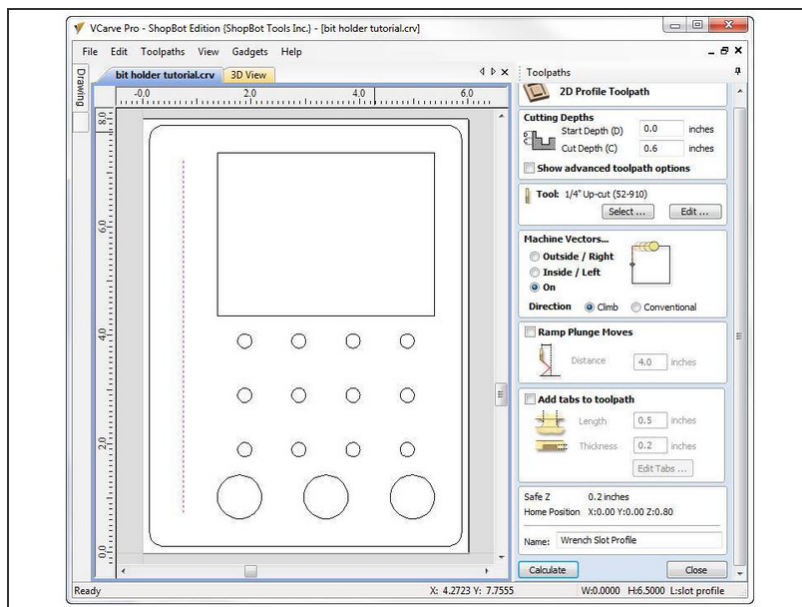 VCarve Pro - ShopBot Edition {ShopBot Tools Inc.} - [bit holder tutorial.crv]
File Edit Toolpaths View Gadgets Help
Drawing
bit holder tutorial.crv 3D View
Toolpaths
-0.0 2.0 4.0 6.0
8.0
6.0
4.0
2.0
0.0
2D Profile Toolpath
Cutting Depths
Start Depth (D) 0.0 inches
Cut Depth (C) 0.6 inches
Show advanced toolpath options
Tool: 1/4" Up-cut (52-910)
Select ... Edit ...
Machine Vectors...
Outside / Right
Inside / Left
On
Direction Climb Conventional
Ramp Plunge Moves
Distance 4.0 inches
Add tabs to toolpath
Length 0.5 inches
Thickness 0.2 inches
Edit Tabs ...
Safe Z 0.2 inches
Home Position X:0.00 Y:0.00 Z:0.80
Name: Wrench Slot Profile
Calculate Close
Ready X: 4.2723 Y: 7.7555 W:0.0000 H:6.5000 L:slot profile